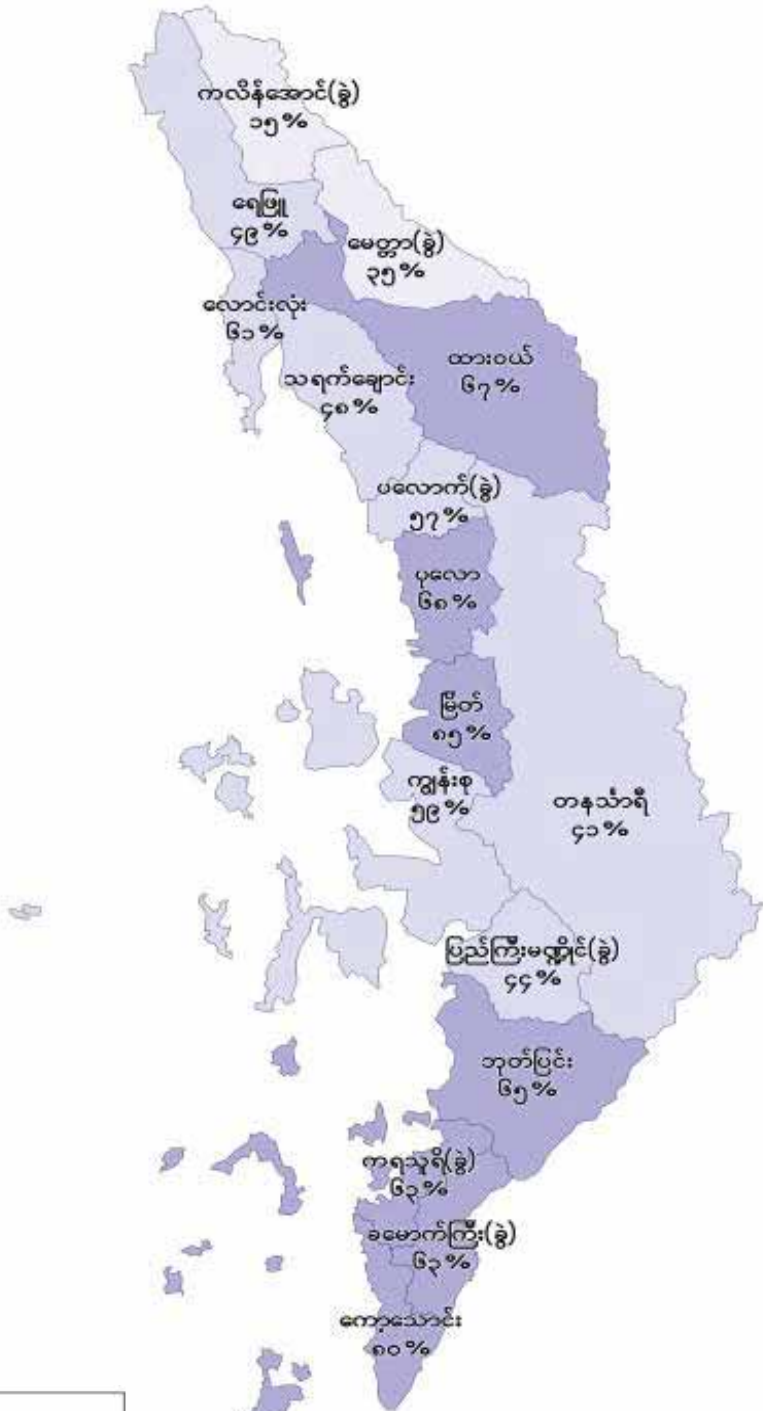 ကလိန်အောင်(ခွဲ)
၁၅%
ရေဖြူ
၄၉%
မေတ္တာ(ခွဲ)
၃၅%
လောင်းလုံး
၆၁%
ထားဝယ်
၆၇%
သရက်ချောင်း
၄၈%
ပလောက်(ခွဲ)
၅၇%
ပုလော
၆၈%
မြိတ်
၈၅%
ကျွန်းစု
၅၉%
တနင်္သာရီ
၄၁%
ပြည်ကြီးမဏ္ဍိုင်(ခွဲ)
၄၄%
ဘုတ်ပြင်း
၆၅%
ကရသူရိ(ခွဲ)
၆၃%
ခမောက်ကြီး(ခွဲ)
၆၃%
ကော့သောင်း
၈၀%